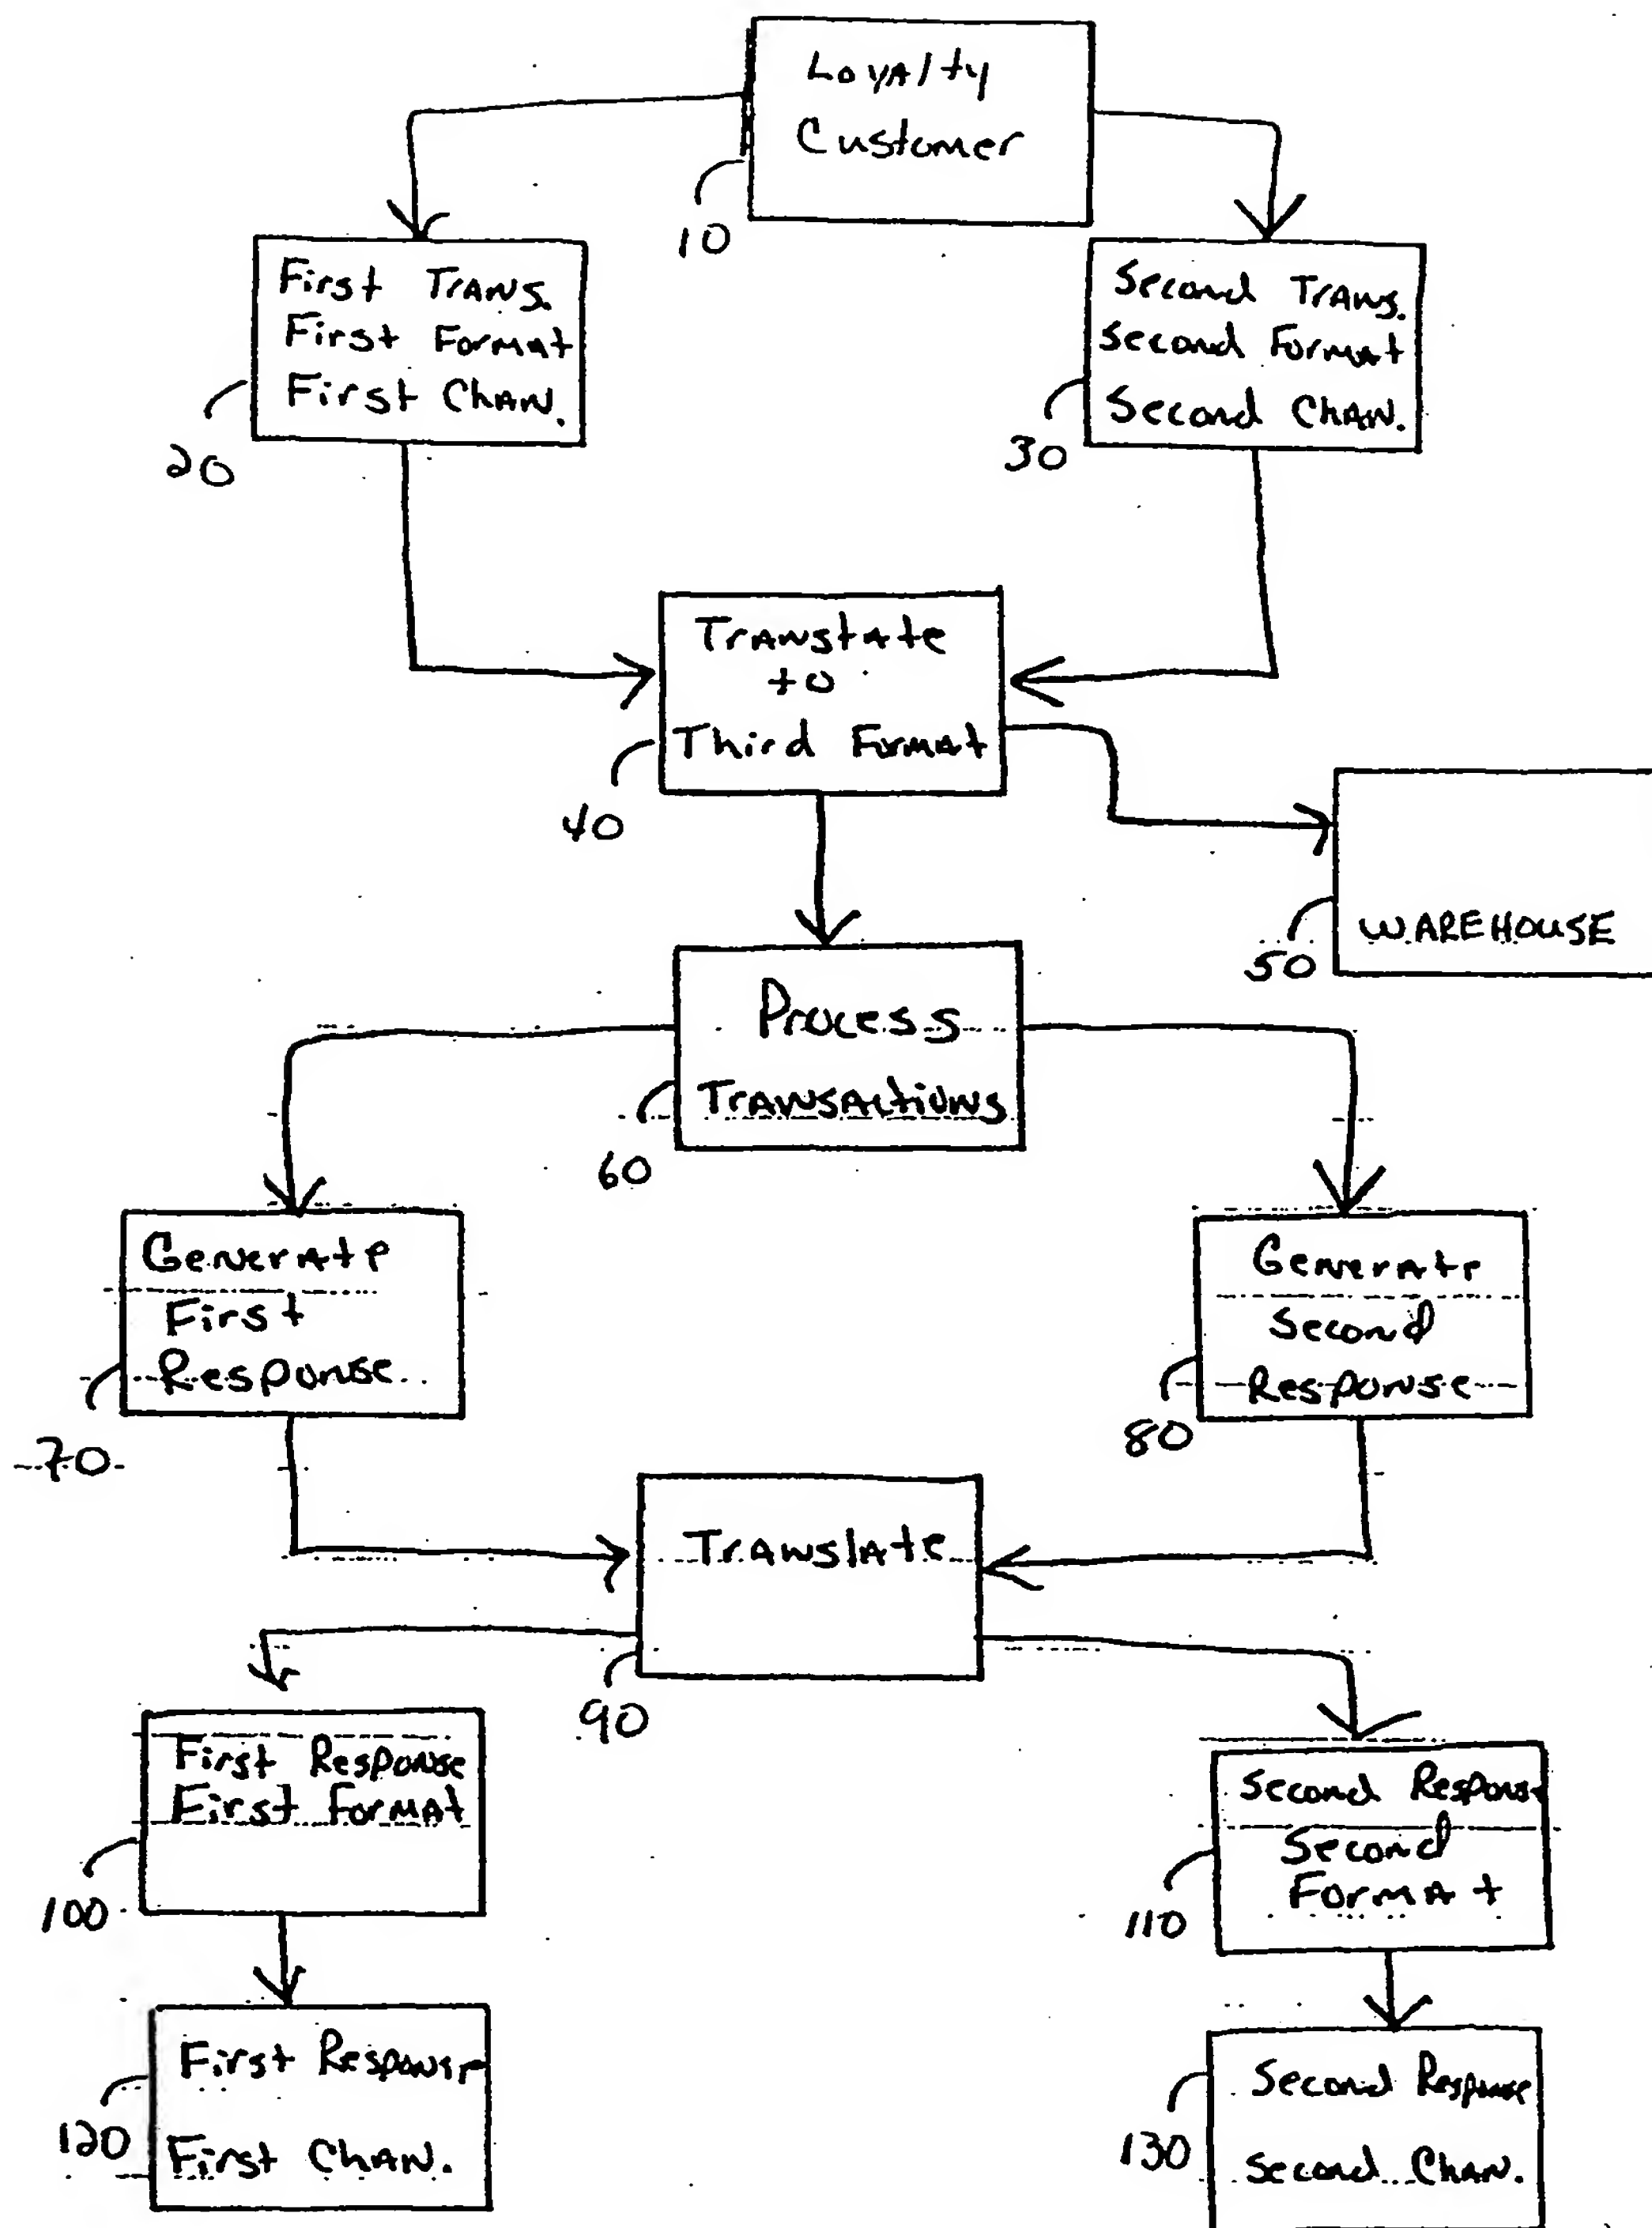 Loyalty
Customer
10
First Trans.
First Format
First Chan.
20
Second Trans.
Second Format
Second Chan.
30
Transtate
to
Third Format
40
WAREHOUSE
50
Process
Transactions
60
Generate
First
Response
70
Generate
Second
Response
80
Translate
90
First Response
First Format
100
Second Response
Second
Format
110
First Response
First Chan.
120
Second Response
Second Chan.
130